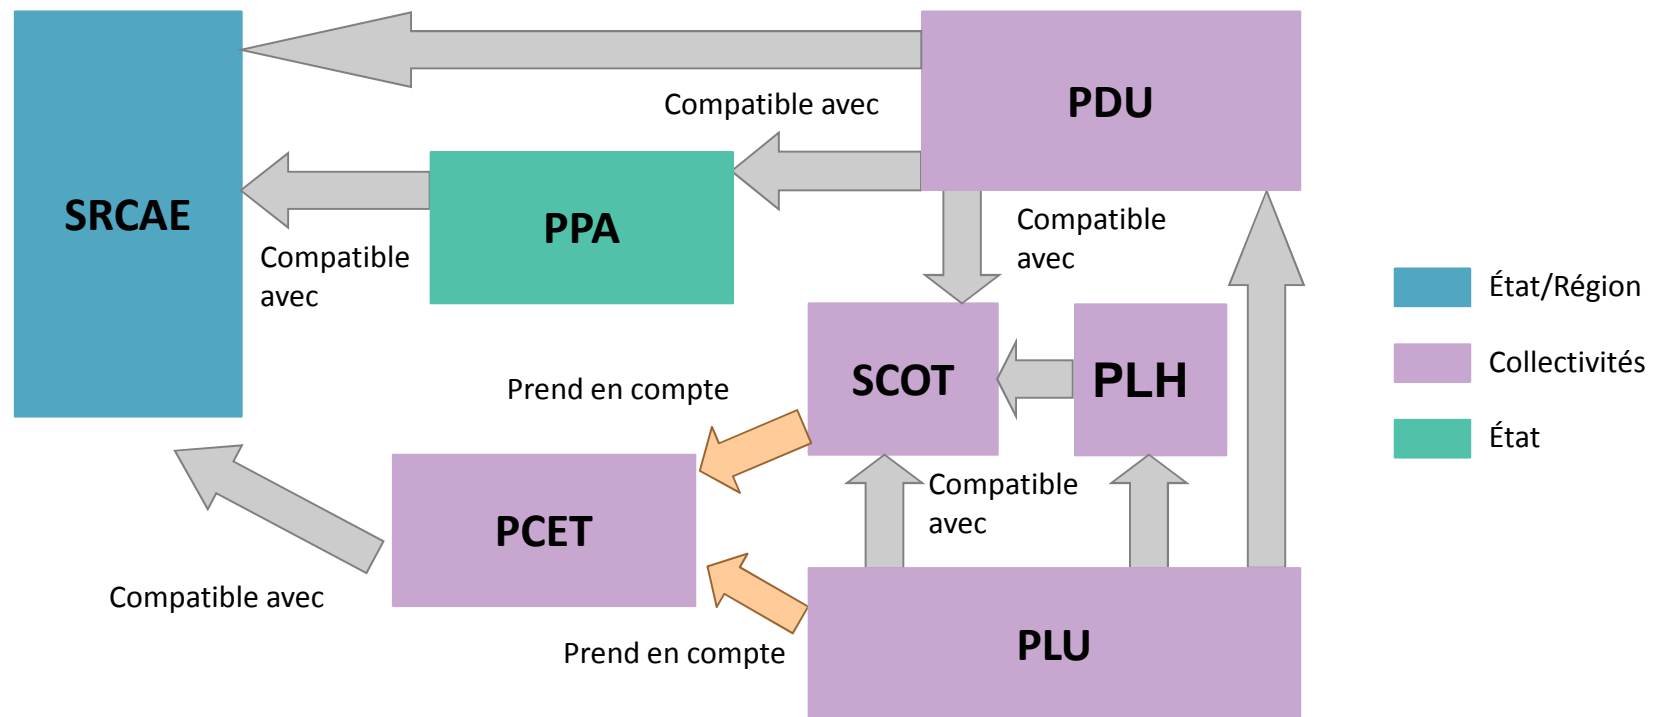 PDU
Compatible avec
SRCAE
PPA
Compatible
avec
Compatible
avec
État/Région
Collectivités
État
SCOT
PLH
Prend en compte
Compatible
avec
PCET
Compatible avec
Prend en compte
PLU